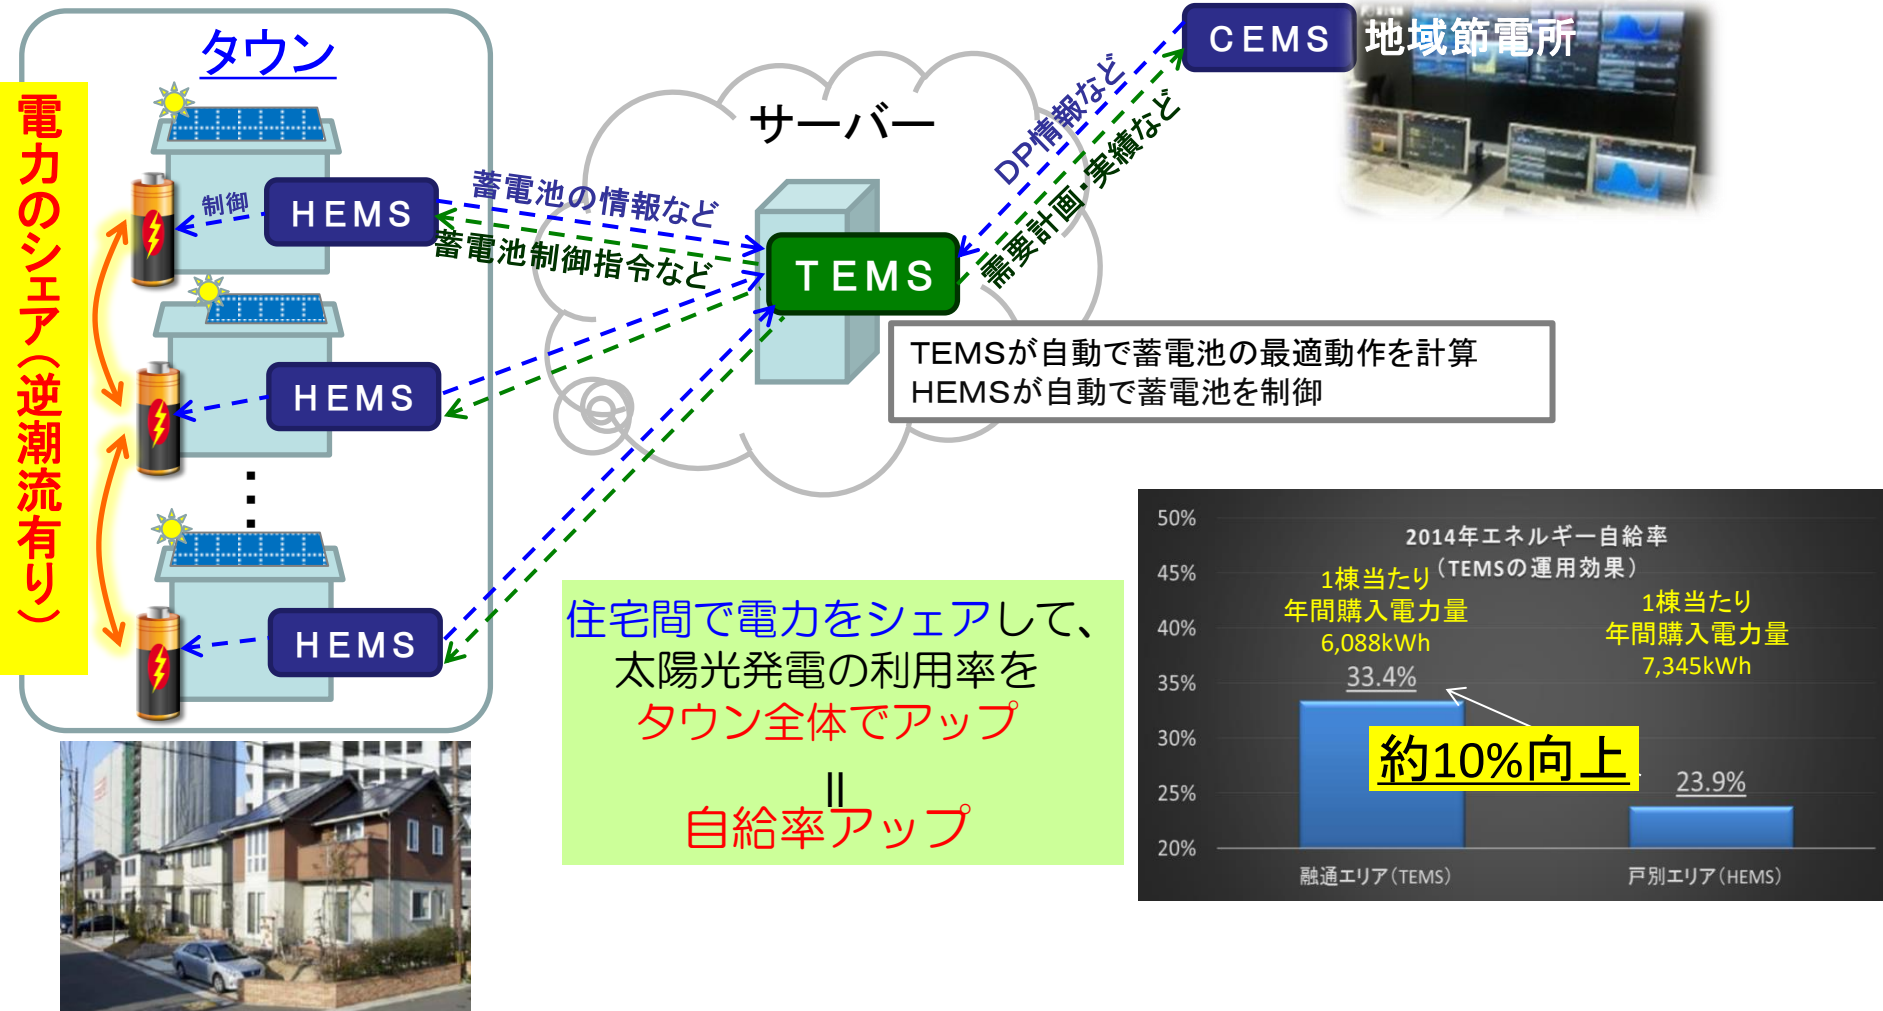 タウン
電力のシェア（逆潮流有り）
制御
HEMS
HEMS
HEMS
蓄電池の情報など
蓄電池制御指令など
サーバー
TEMS
DP情報など
需要計画・実績など
CEMS
地域節電所
TEMSが自動で蓄電池の最適動作を計算
HEMSが自動で蓄電池を制御
住宅間で電力をシェアして、
太陽光発電の利用率を
タウン全体でアップ
＝
自給率アップ
2014年エネルギー自給率
（TEMSの運用効果）
50%
45%
40%
35%
30%
25%
20%
1棟当たり
年間購入電力量
6,088kWh
33.4%
1棟当たり
年間購入電力量
7,345kWh
約10%向上
23.9%
融通エリア（TEMS）
戸別エリア（HEMS）